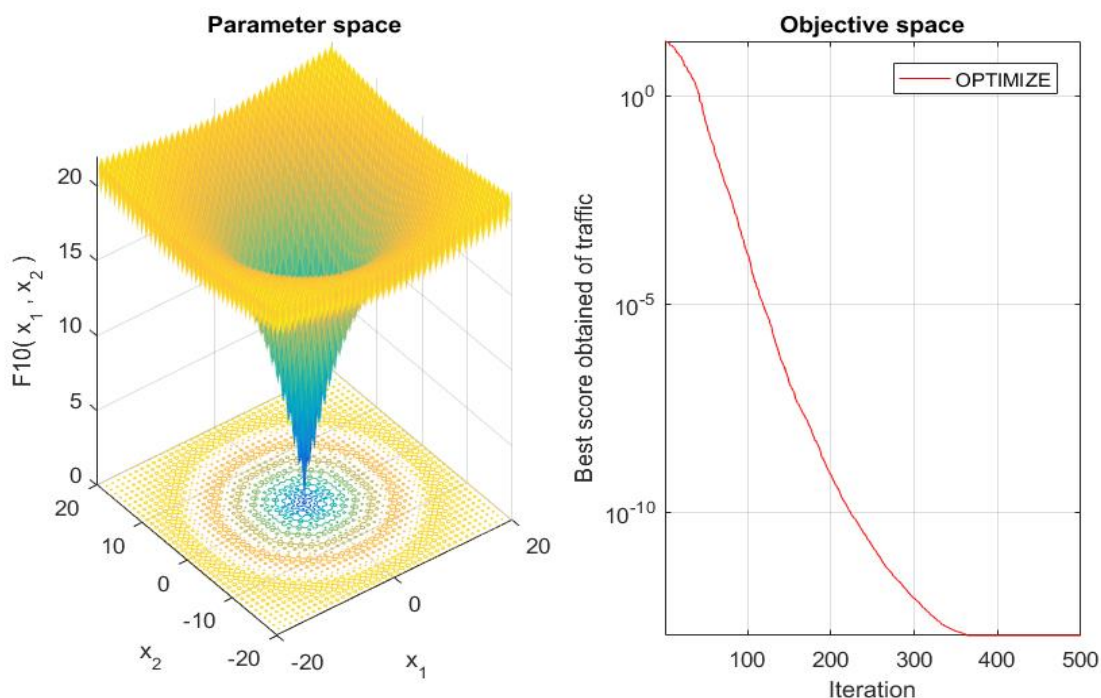 Parameter space
F10( x1 , x2 )
20
15
10
5
0
20
10
0
-10
-20
x2
-20
0
20
x1
Objective space
OPTIMIZE
Best score obtained of traffic
10^0
10^-5
10^-10
100
200
300
400
500
Iteration